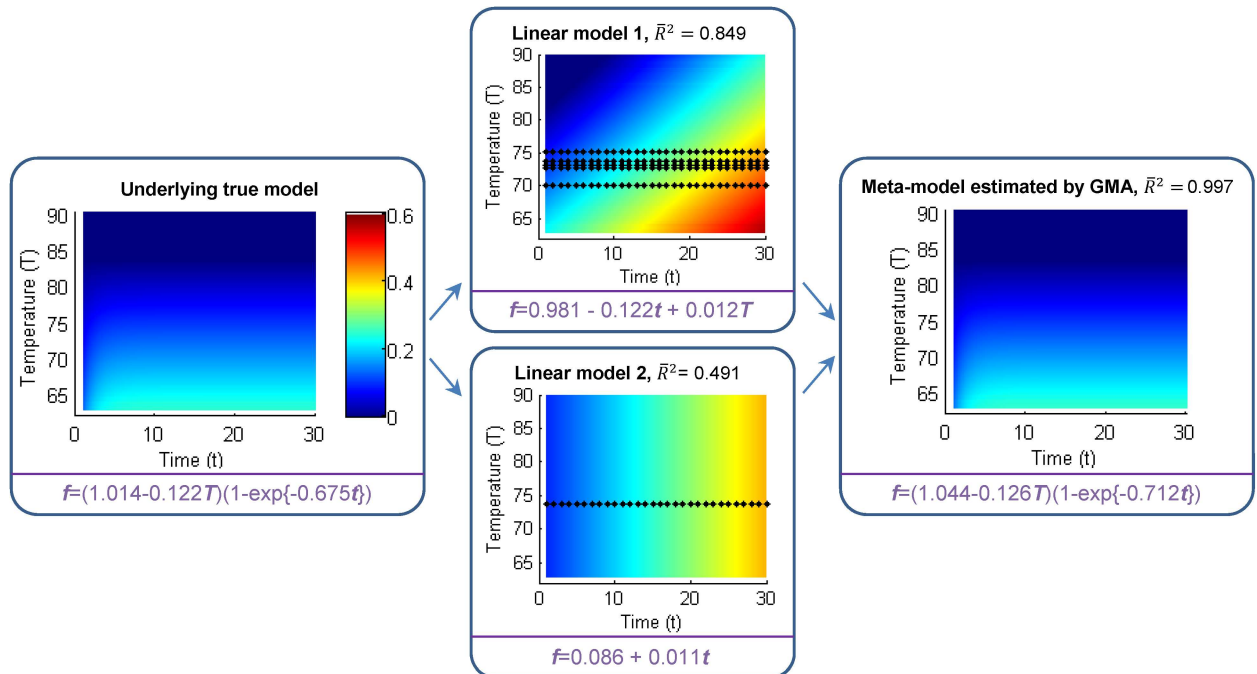 Underlying true model
Temperature (T)
90
85
80
75
70
65
0 10 20 30
Time (t)
0.6
0.4
0.2
0
f=(1.014-0.122T)(1-exp{-0.675t})
Linear model 1, R̄² = 0.849
Temperature (T)
90
85
80
75
70
65
0 10 20 30
Time (t)
f=0.981 - 0.122t + 0.012T
Linear model 2, R̄²= 0.491
Temperature (T)
90
85
80
75
70
65
0 10 20 30
Time (t)
f=0.086 + 0.011t
Meta-model estimated by GMA, R̄² = 0.997
Temperature (T)
90
85
80
75
70
65
0 10 20 30
Time (t)
f=(1.044-0.126T)(1-exp{-0.712t})